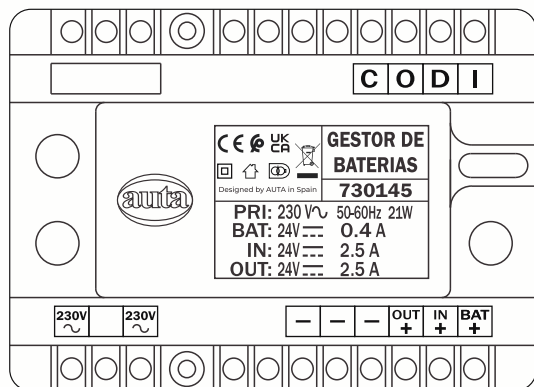 C O D I
CE UK CA
GESTOR DE
BATERIAS
Designed by AUTA in Spain
730145
auta
PRI: 230 V∿ 50-60Hz 21W
BAT: 24V⎓ 0.4 A
IN: 24V⎓ 2.5 A
OUT: 24V⎓ 2.5 A
230V ∿ 230V ∿
− − − OUT + IN + BAT +